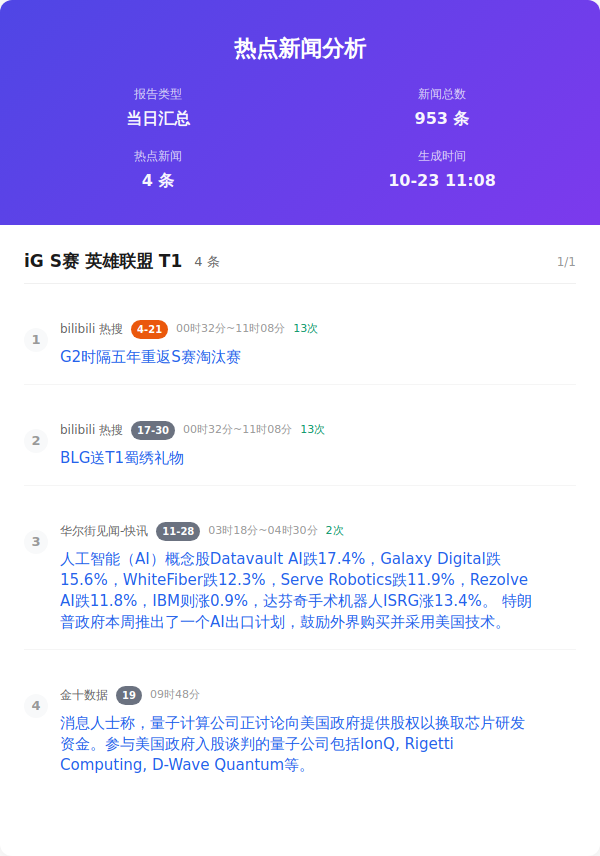 热点新闻分析
报告类型
新闻总数
当日汇总
953 条
热点新闻
生成时间
4 条
10-23 11:08
iG S赛 英雄联盟 T1 4 条 1/1
1
bilibili 热搜 4-21 00时32分~11时08分 13次
G2时隔五年重返S赛淘汰赛
2
bilibili 热搜 17-30 00时32分~11时08分 13次
BLG送T1蜀绣礼物
3
华尔街见闻-快讯 11-28 03时18分~04时30分 2次
人工智能（AI）概念股Datavault AI跌17.4%，Galaxy Digital跌
15.6%，WhiteFiber跌12.3%，Serve Robotics跌11.9%，Rezolve
AI跌11.8%，IBM则涨0.9%，达芬奇手术机器人ISRG涨13.4%。 特朗
普政府本周推出了一个AI出口计划，鼓励外国购买并采用美国技术。
4
金十数据 19 09时48分
消息人士称，量子计算公司正讨论向美国政府提供股权以换取芯片研发
资金。参与美国政府入股谈判的量子公司包括IonQ, Rigetti
Computing, D-Wave Quantum等。